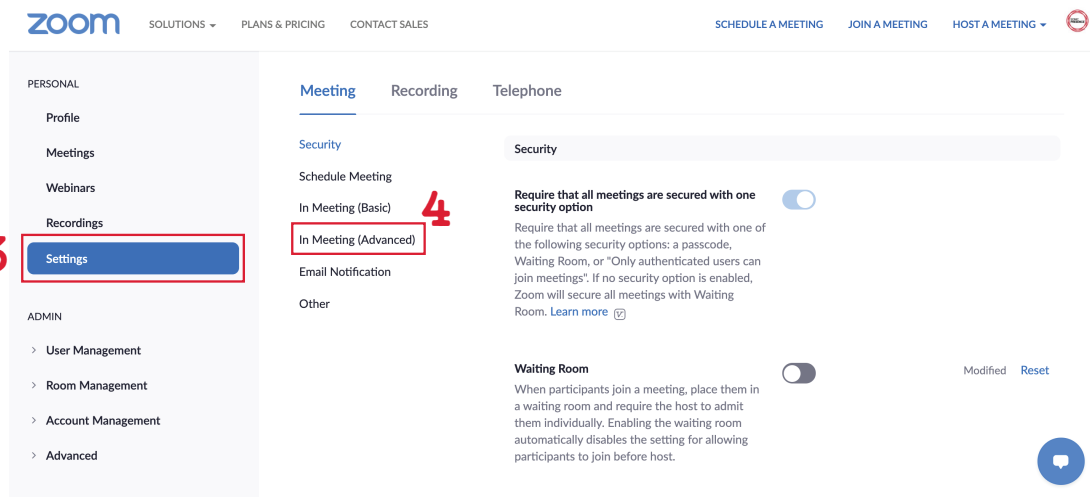 zoom SOLUTIONS PLANS & PRICING CONTACT SALES SCHEDULE A MEETING JOIN A MEETING HOST A MEETING
PERSONAL
Profile
Meetings
Webinars
Recordings
3
Settings
ADMIN
User Management
Room Management
Account Management
Advanced
Meeting Recording Telephone
Security
Schedule Meeting
In Meeting (Basic)
4
In Meeting (Advanced)
Email Notification
Other
Security
Require that all meetings are secured with one
security option
Require that all meetings are secured with one of
the following security options: a passcode,
Waiting Room, or "Only authenticated users can
join meetings". If no security option is enabled,
Zoom will secure all meetings with Waiting
Room. Learn more
Waiting Room
Modified Reset
When participants join a meeting, place them in
a waiting room and require the host to admit
them individually. Enabling the waiting room
automatically disables the setting for allowing
participants to join before host.